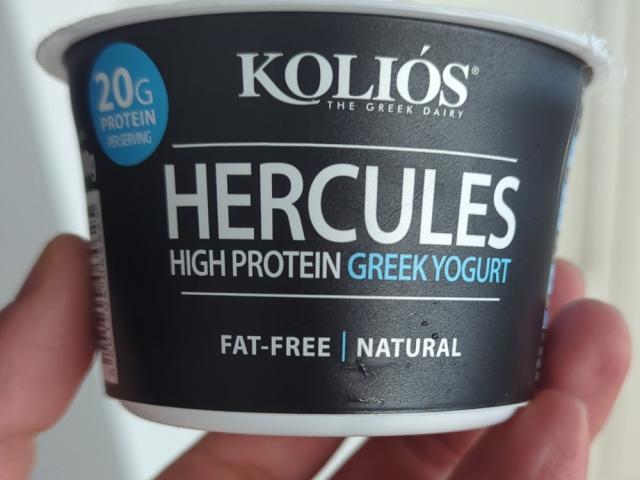 KOLIÓS®
THE GREEK DAIRY
20G
PROTEIN
PER SERVING
HERCULES
HIGH PROTEIN GREEK YOGURT
FAT-FREE | NATURAL